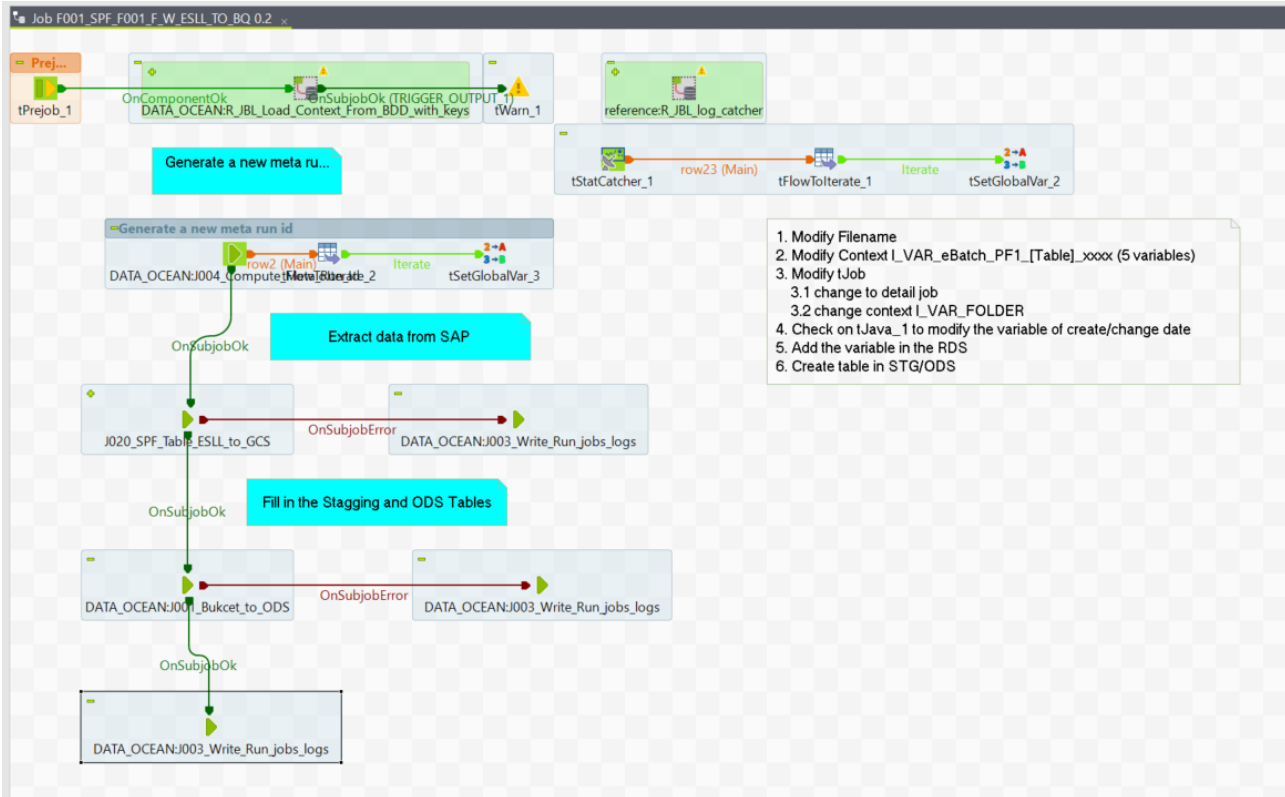 Job F001_SPF_F001_F_W_ESLL_TO_BQ 0.2
Prej...
tPrejob_1
OnComponentOk
OnSubjobOk (TRIGGER_OUTPUT_1)
DATA_OCEAN:R_JBL_Load_Context_From_BDD_with_keys
tWarn_1
reference:R_JBL_log_catcher
Generate a new meta ru...
tStatCatcher_1
row23 (Main)
tFlowToIterate_1
Iterate
tSetGlobalVar_2
Generate a new meta run id
row2 (Main)
Iterate
DATA_OCEAN:J004_Compute_Meta_Run_Id
tFlowToIterate_2
tSetGlobalVar_3
1. Modify Filename
2. Modify Context I_VAR_eBatch_PF1_[Table]_xxxx (5 variables)
3. Modify tJob
3.1 change to detail job
3.2 change context I_VAR_FOLDER
4. Check on tJava_1 to modify the variable of create/change date
5. Add the variable in the RDS
6. Create table in STG/ODS
OnSubjobOk
Extract data from SAP
J020_SPF_Table_ESLL_to_GCS
OnSubjobError
DATA_OCEAN:J003_Write_Run_jobs_logs
OnSubjobOk
Fill in the Stagging and ODS Tables
DATA_OCEAN:J001_Bukcet_to_ODS
OnSubjobError
DATA_OCEAN:J003_Write_Run_jobs_logs
OnSubjobOk
DATA_OCEAN:J003_Write_Run_jobs_logs